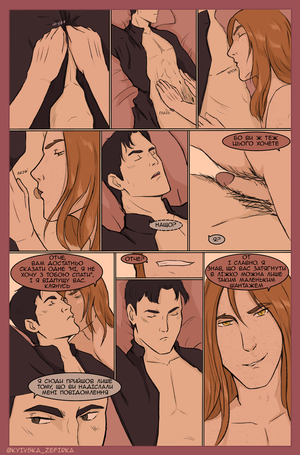 БО ВИ Ж ТЕЖ
ЦЬОГО ХОЧЕТЕ
НАЩО?
Я?
ОТЧЕ,
ВАМ ДОСТАТНЬО
СКАЗАТИ ОДНЕ "НІ, Я НЕ
ХОЧУ З ТОБОЮ СПАТИ",
І Я ВІДПУЩУ ВАС.
КЛЯНУСЬ
ОТЧЕ?
ОТ
І СЛАВНО. Я
ЗНАВ, ЩО ВАС ЗАТЯГНУТИ
В ЛІЖКО МОЖНА ЛИШЕ
ТАКИМ МАЛЕНЬКИМ
ШАНТАЖЕМ
Я СЮДИ ПРИЙШОВ ЛИШЕ
ТОМУ, ЩО ВИ НАДІСЛАЛИ
МЕНІ ПОВІДОМЛЕННЯ
@KYIVSKA_ZEFIRKA